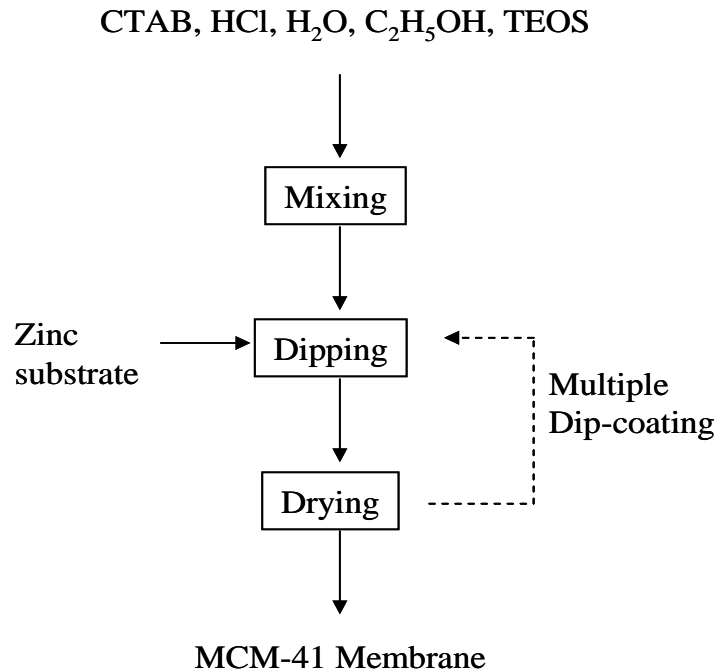 CTAB, HCl, H₂O, C₂H₅OH, TEOS
Mixing
Zinc
substrate
Dipping
Multiple
Dip-coating
Drying
MCM-41 Membrane